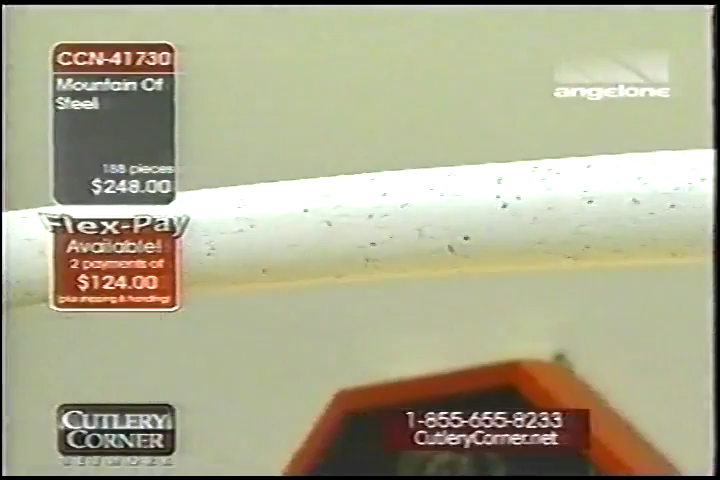 CCN-41730
Mountain Of
Steel
188 pieces
$248.00
Flex-Pay
Available!
2 payments of
$124.00
(plus shipping & handling)
angelone
CUTLERY
CORNER
NETWORK
1-855-655-8233
CutleryCorner.net